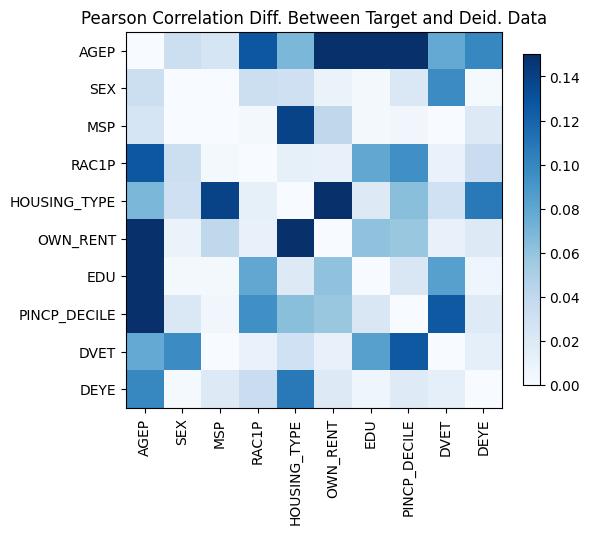 Pearson Correlation Diff. Between Target and Deid. Data
AGEP
SEX
MSP
RAC1P
HOUSING_TYPE
OWN_RENT
EDU
PINCP_DECILE
DVET
DEYE
0.14
0.12
0.10
0.08
0.06
0.04
0.02
0.00
AGEP
SEX
MSP
RAC1P
HOUSING_TYPE
OWN_RENT
EDU
PINCP_DECILE
DVET
DEYE